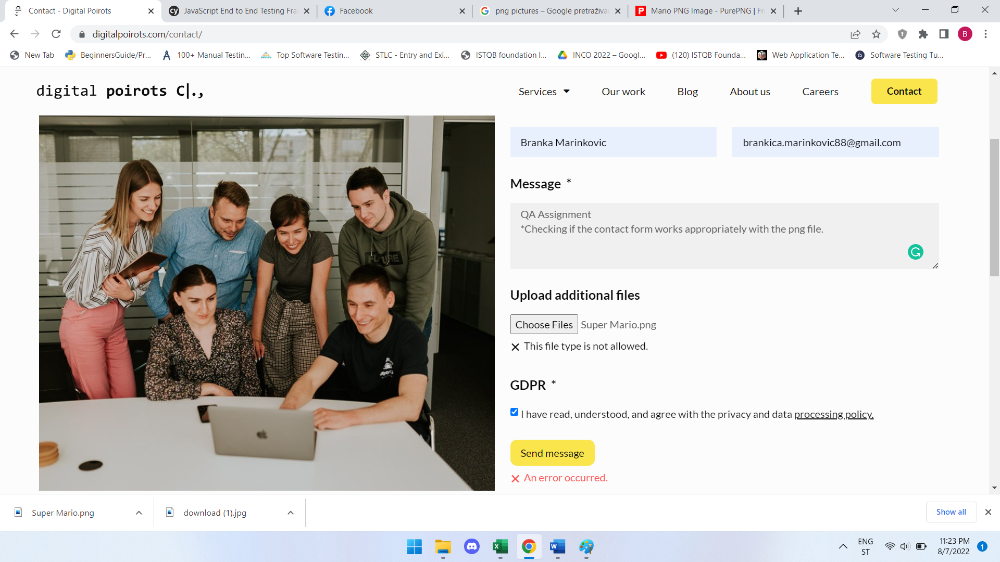 Contact - Digital Poirots
JavaScript End to End Testing Fra
Facebook
png pictures – Google pretraživa
Mario PNG Image - PurePNG | Fr
digitalpoirots.com/contact/
B
New Tab
BeginnersGuide/Pr...
100+ Manual Testin...
Top Software Testin...
STLC - Entry and Exi...
ISTQB foundation l...
INCO 2022 – Googl...
(120) ISTQB Founda...
Web Application Te...
Software Testing Tu...
digital poirots C|.,
Services
Our work
Blog
About us
Careers
Contact
Branka Marinkovic
brankica.marinkovic88@gmail.com
Message *
QA Assignment
*Checking if the contact form works appropriately with the png file.
FUTURE
Upload additional files
Choose Files Super Mario.png
This file type is not allowed.
GDPR *
I have read, understood, and agree with the privacy and data processing policy.
Send message
An error occurred.
Super Mario.png
download (1).jpg
Show all
ENG
ST
11:23 PM
8/7/2022
1